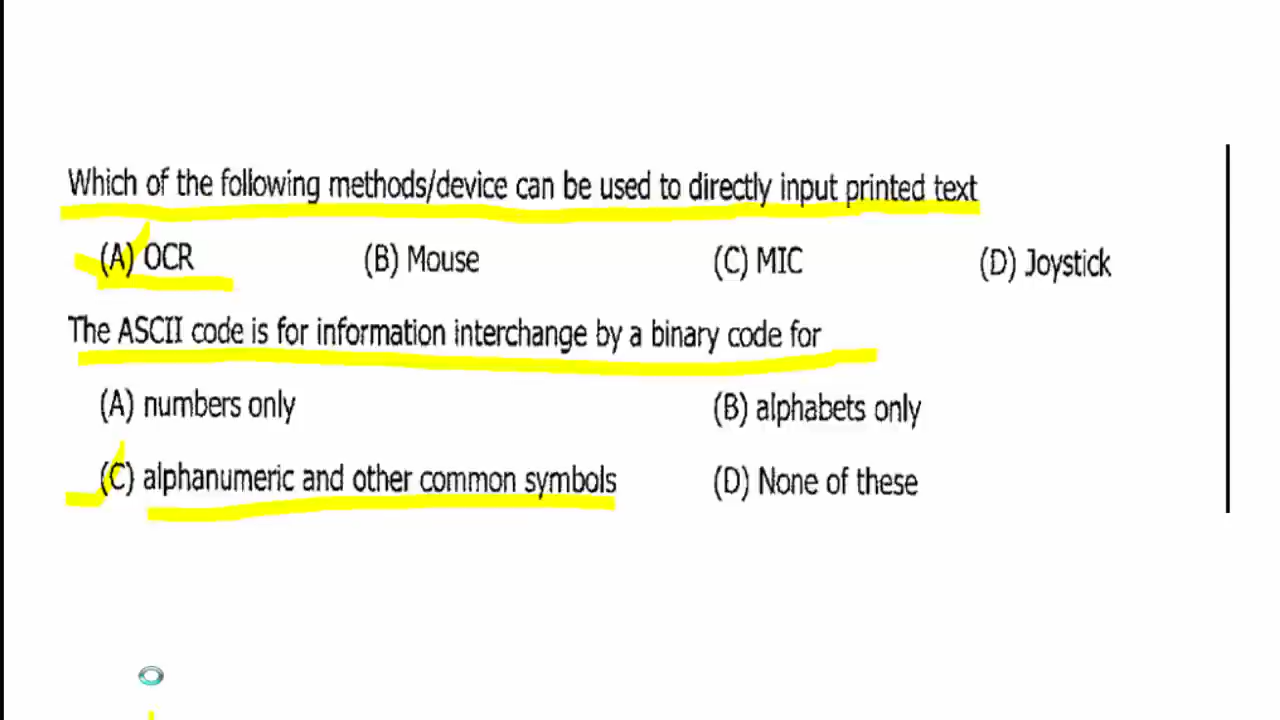 Which of the following methods/device can be used to directly input printed text
(A) OCR (B) Mouse (C) MIC (D) Joystick
The ASCII code is for information interchange by a binary code for
(A) numbers only (B) alphabets only
(C) alphanumeric and other common symbols (D) None of these